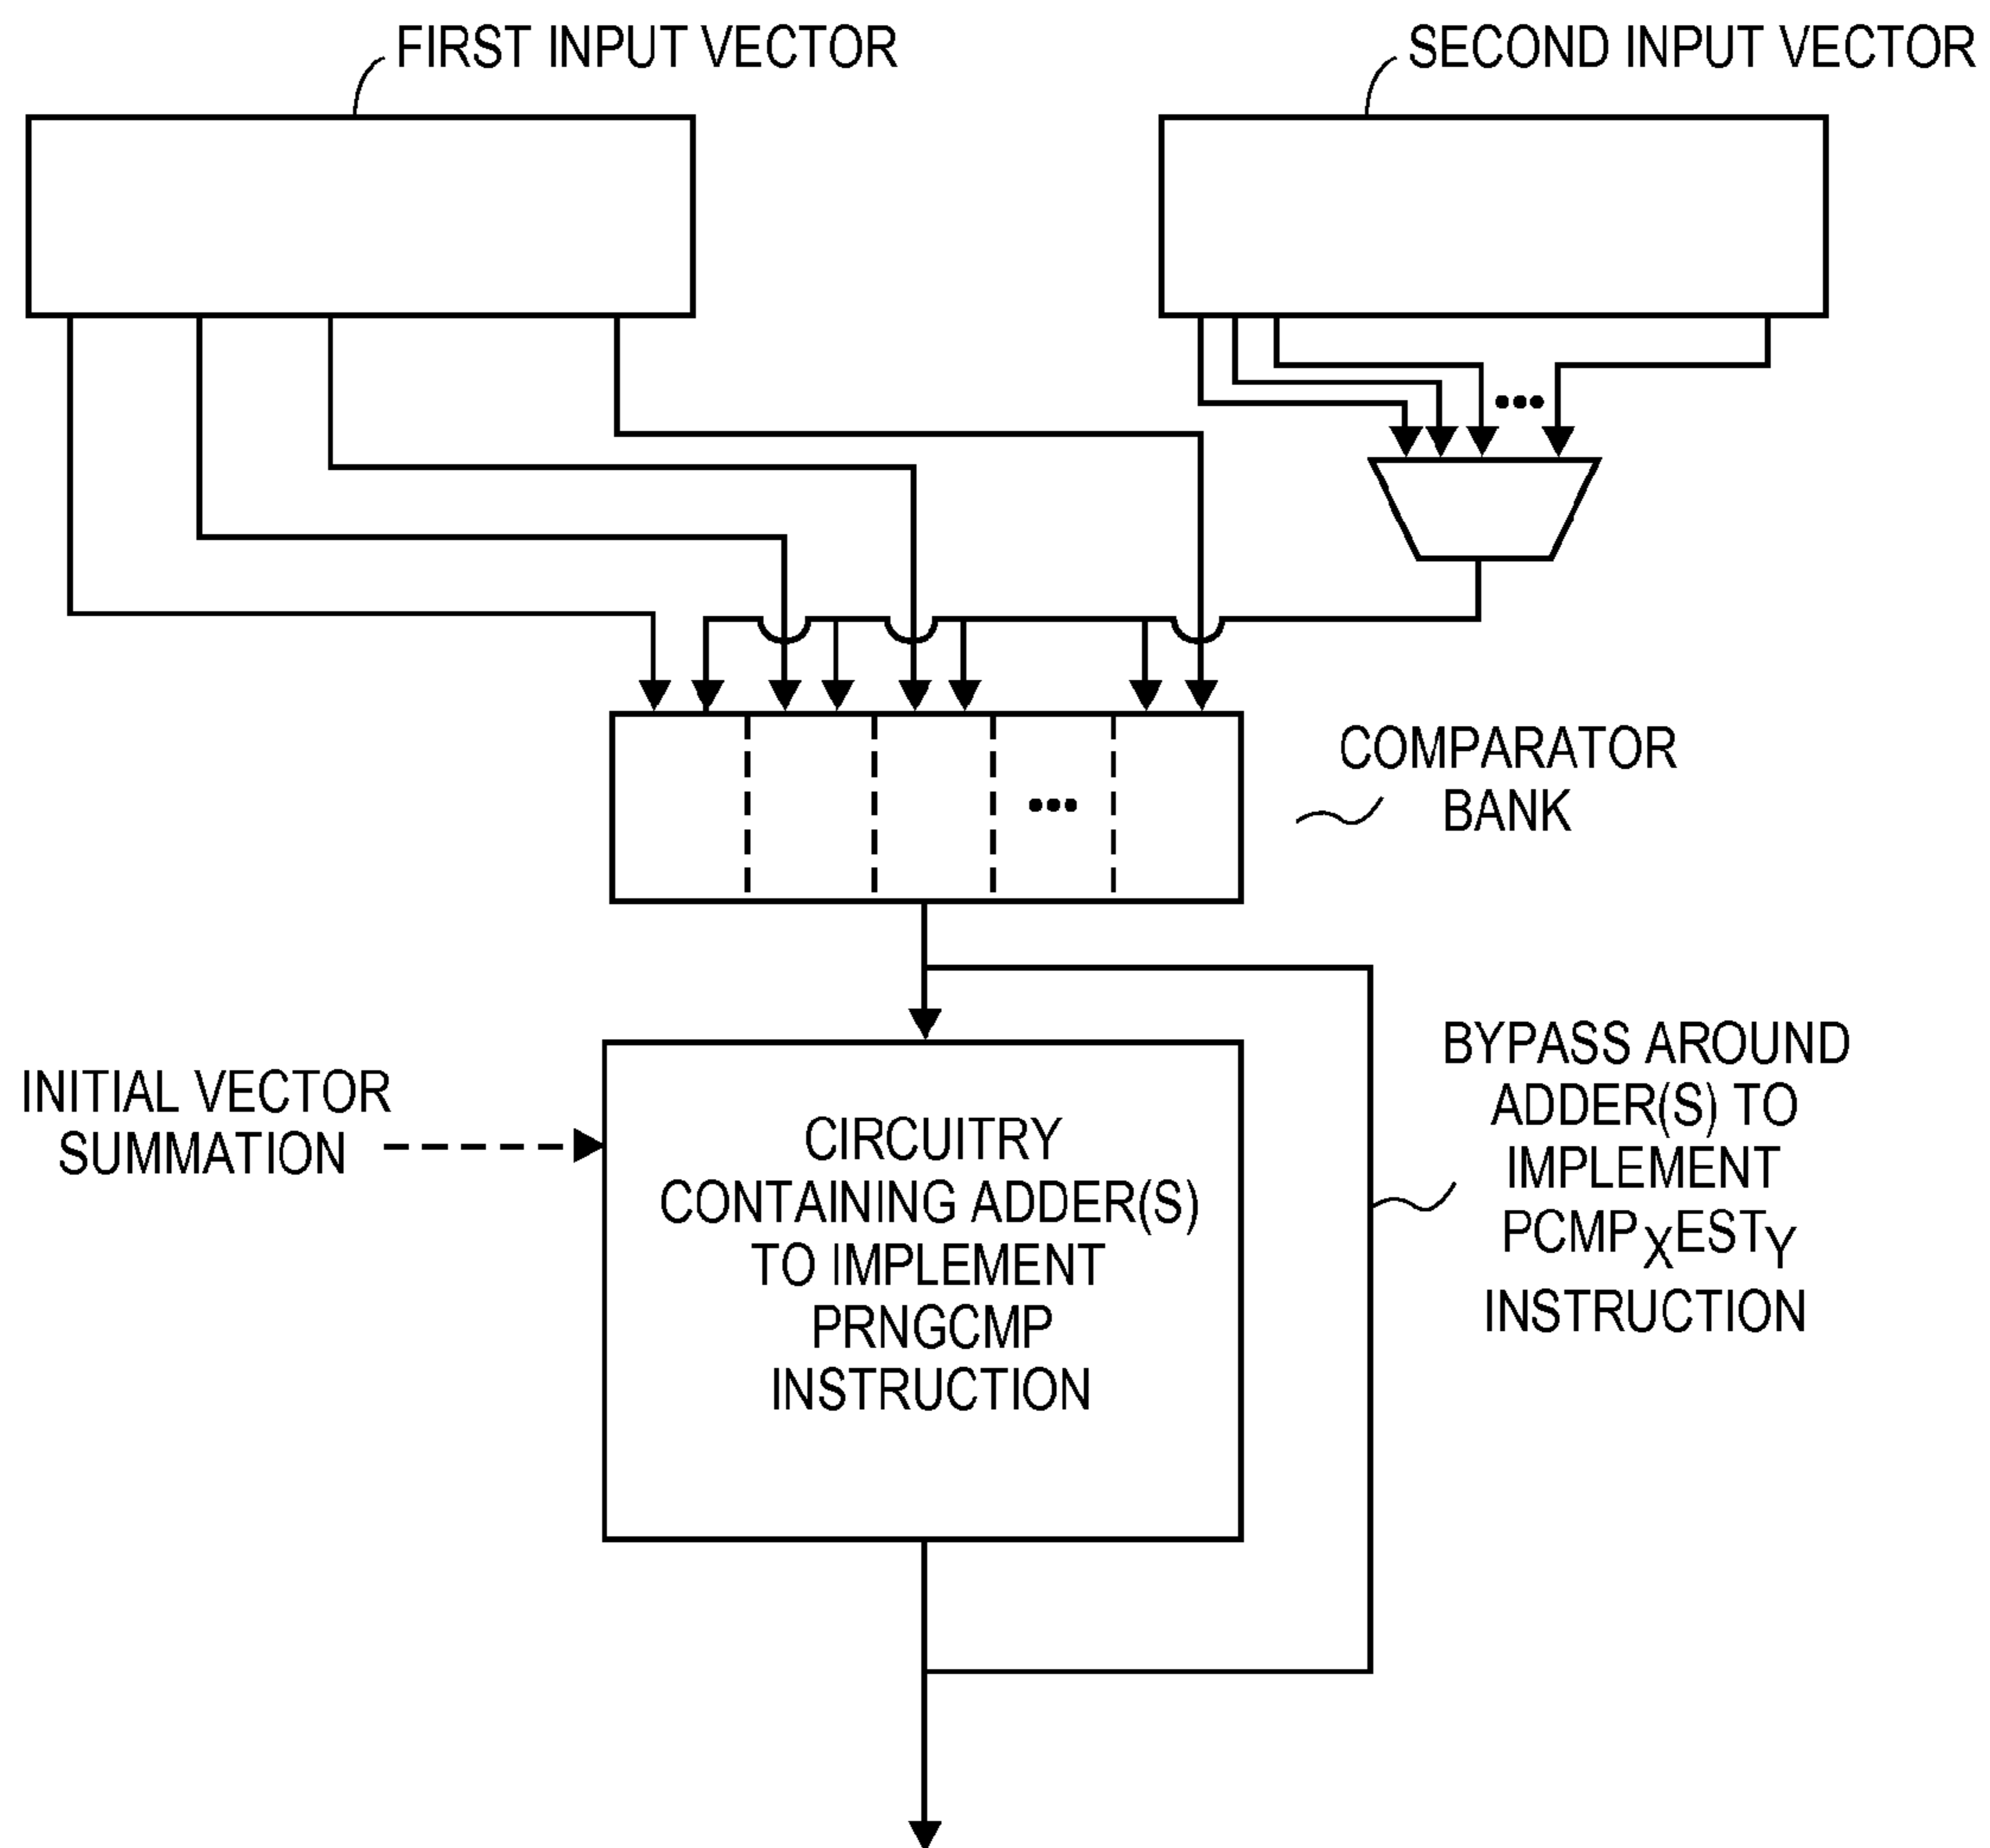 FIRST INPUT VECTOR
SECOND INPUT VECTOR
COMPARATOR
BANK
INITIAL VECTOR
SUMMATION
CIRCUITRY
CONTAINING ADDER(S)
TO IMPLEMENT
PRNGCMP
INSTRUCTION
BYPASS AROUND
ADDER(S) TO
IMPLEMENT
PCMPXESTY
INSTRUCTION